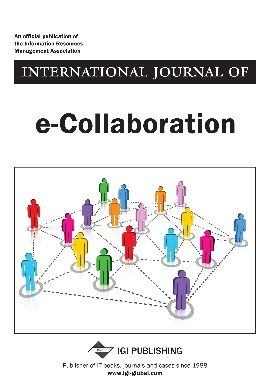 An official publication of
the Information Resources
Management Association
INTERNATIONAL JOURNAL OF
e-Collaboration
IGI PUBLISHING
Publisher of IT books, journals and cases since 1988
www.igi-global.com